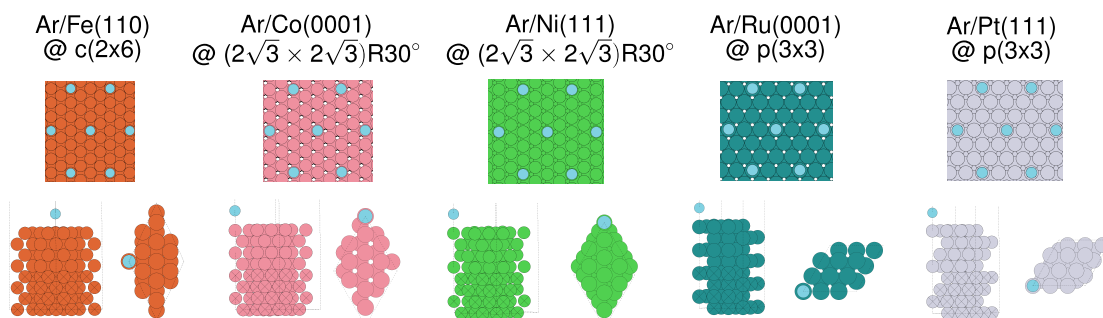 Ar/Fe(110)
@ c(2x6)
Ar/Co(0001)
@ (2√3 × 2√3)R30°
Ar/Ni(111)
@ (2√3 × 2√3)R30°
Ar/Ru(0001)
@ p(3x3)
Ar/Pt(111)
@ p(3x3)